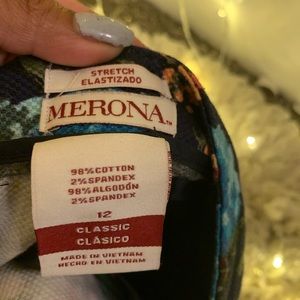 STRETCH
ELASTIZADO
MERONA™
98% COTTON
2% SPANDEX
98% ALGODÓN
2% SPANDEX
12
CLASSIC
CLÁSICO
MADE IN VIETNAM
HECHO EN VIETNAM